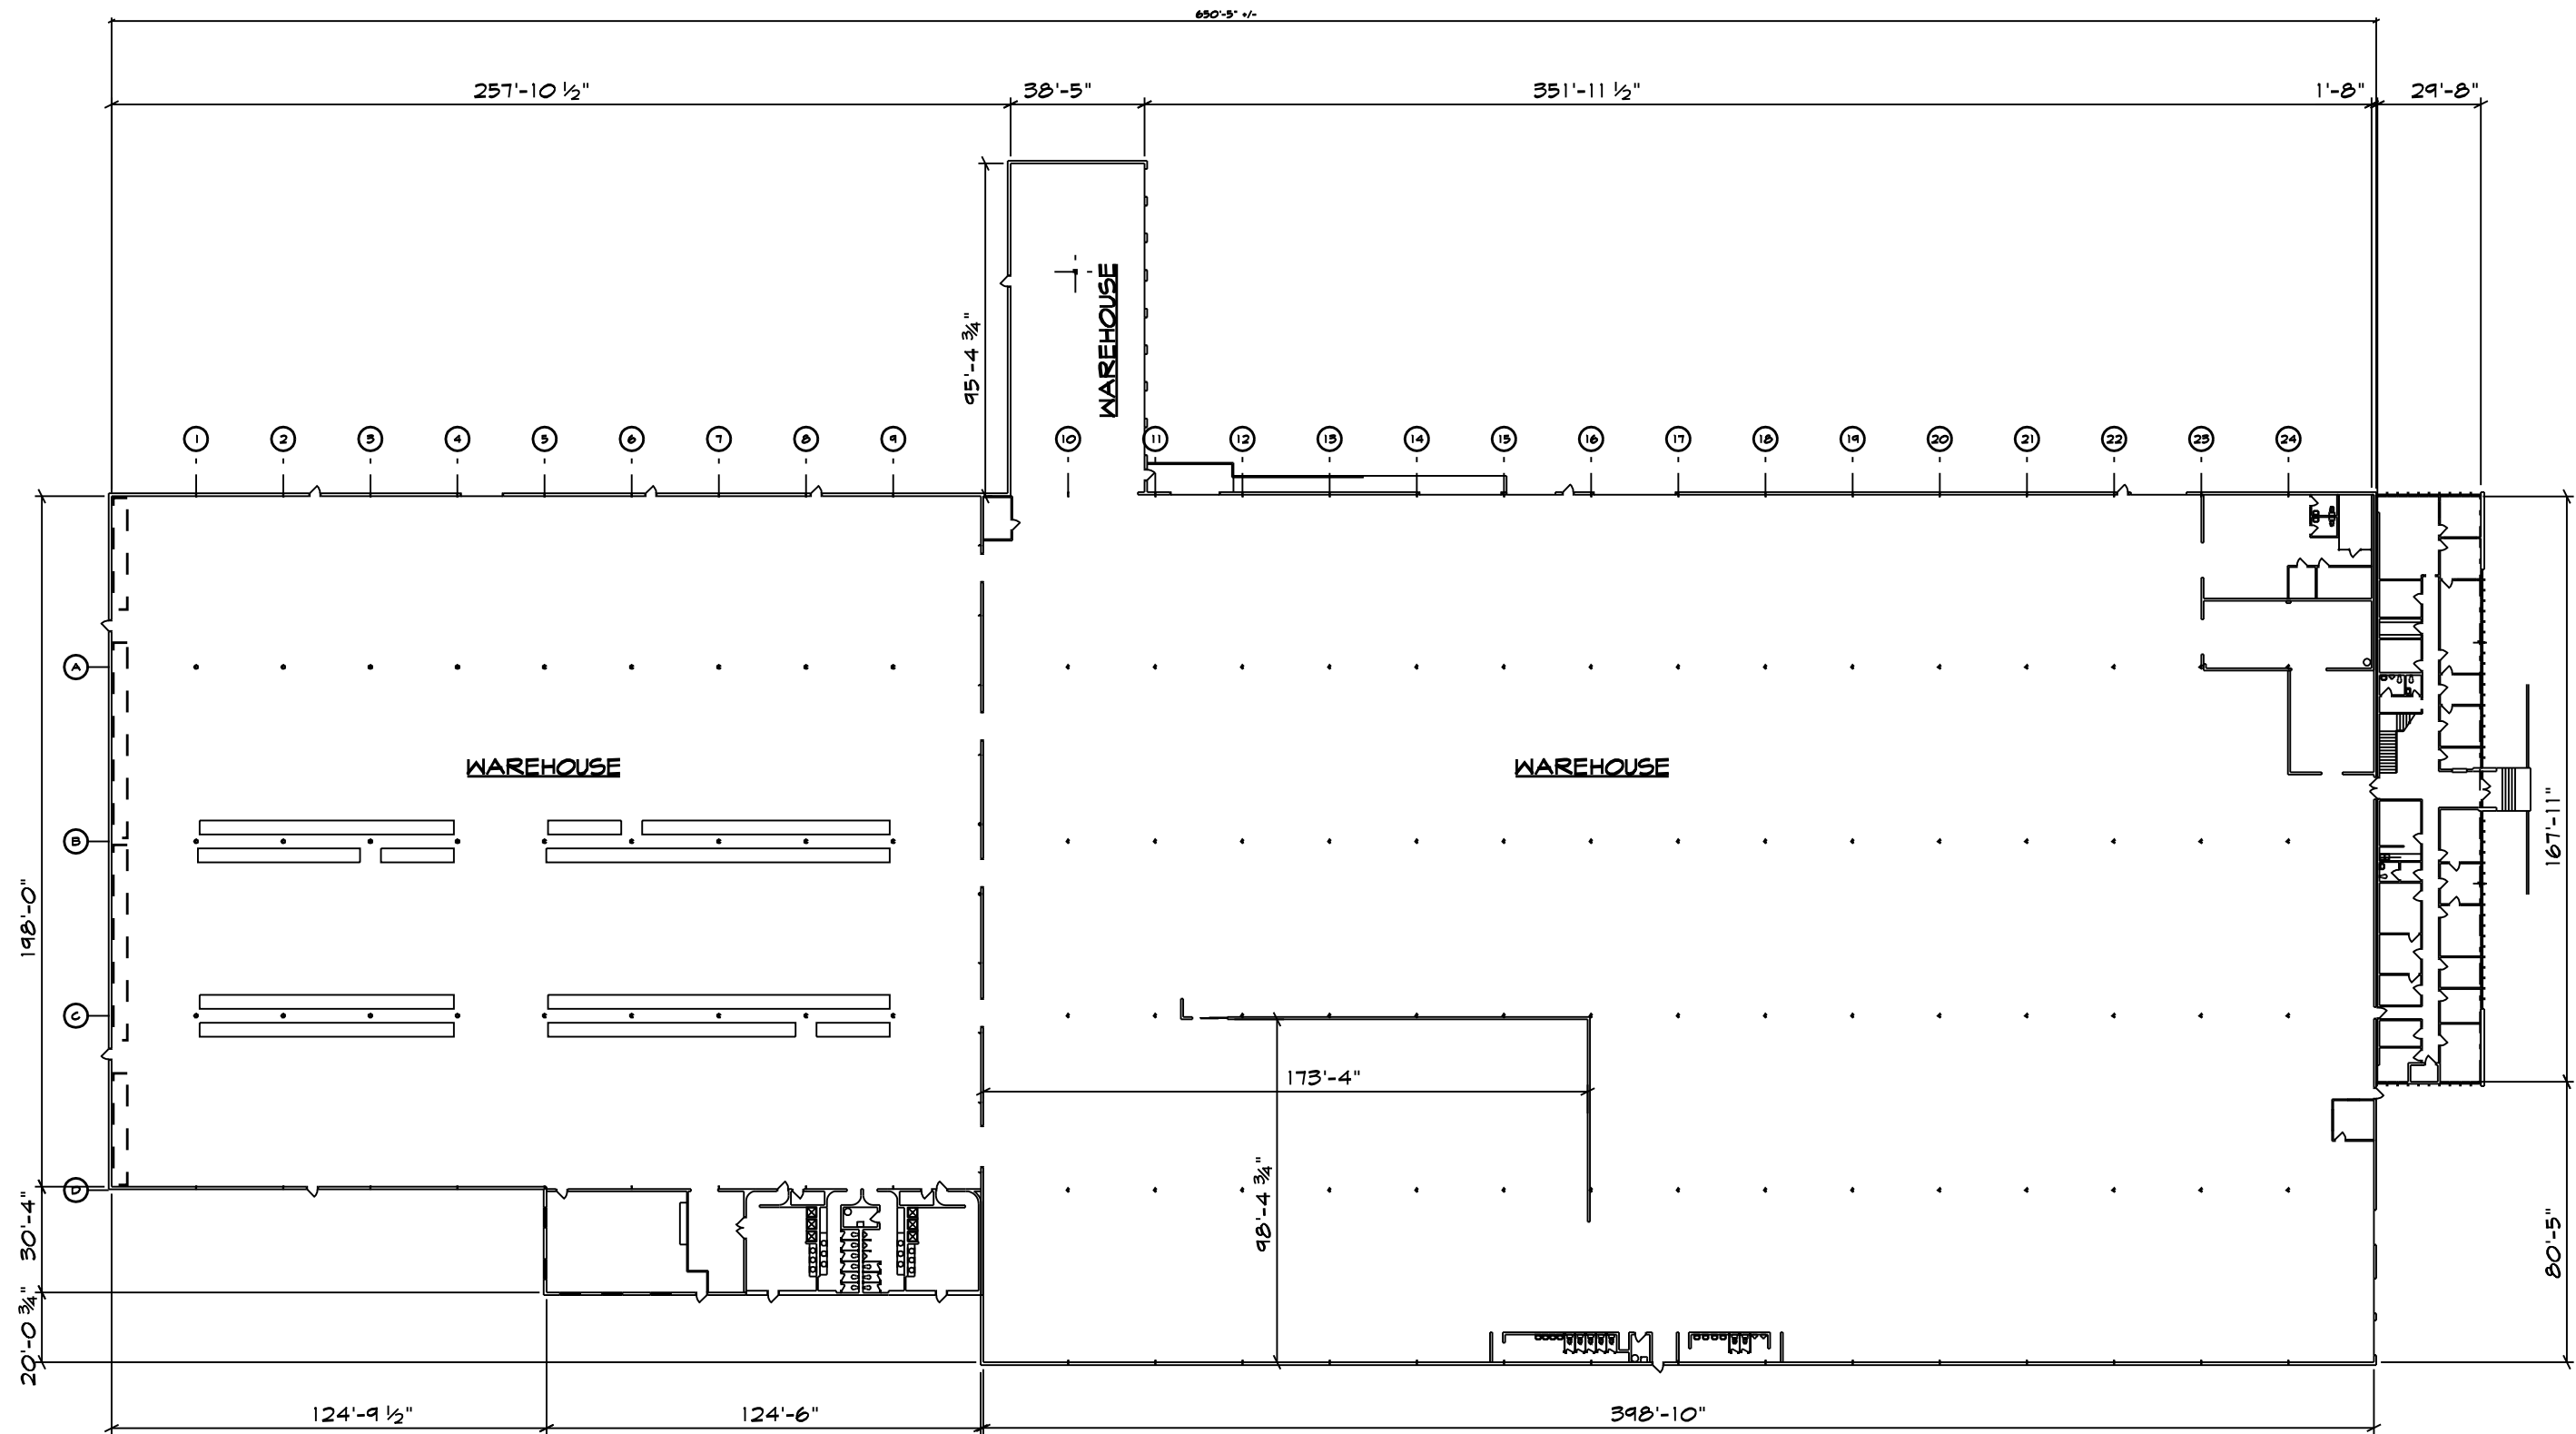 650'-5" +/-
257'-10 ½"
38'-5"
351'-11 ½"
1'-8"
29'-8"
95'-4 ¾"
WAREHOUSE
1 2 3 4 5 6 7 8 9 10 11 12 13 14 15 16 17 18 19 20 21 22 23 24
A
WAREHOUSE
WAREHOUSE
B
167'-11"
198'-0"
C
173'-4"
D
98'-4 ¾"
30'-4"
80'-5"
20'-0 ¾"
124'-9 ½"
124'-6"
398'-10"